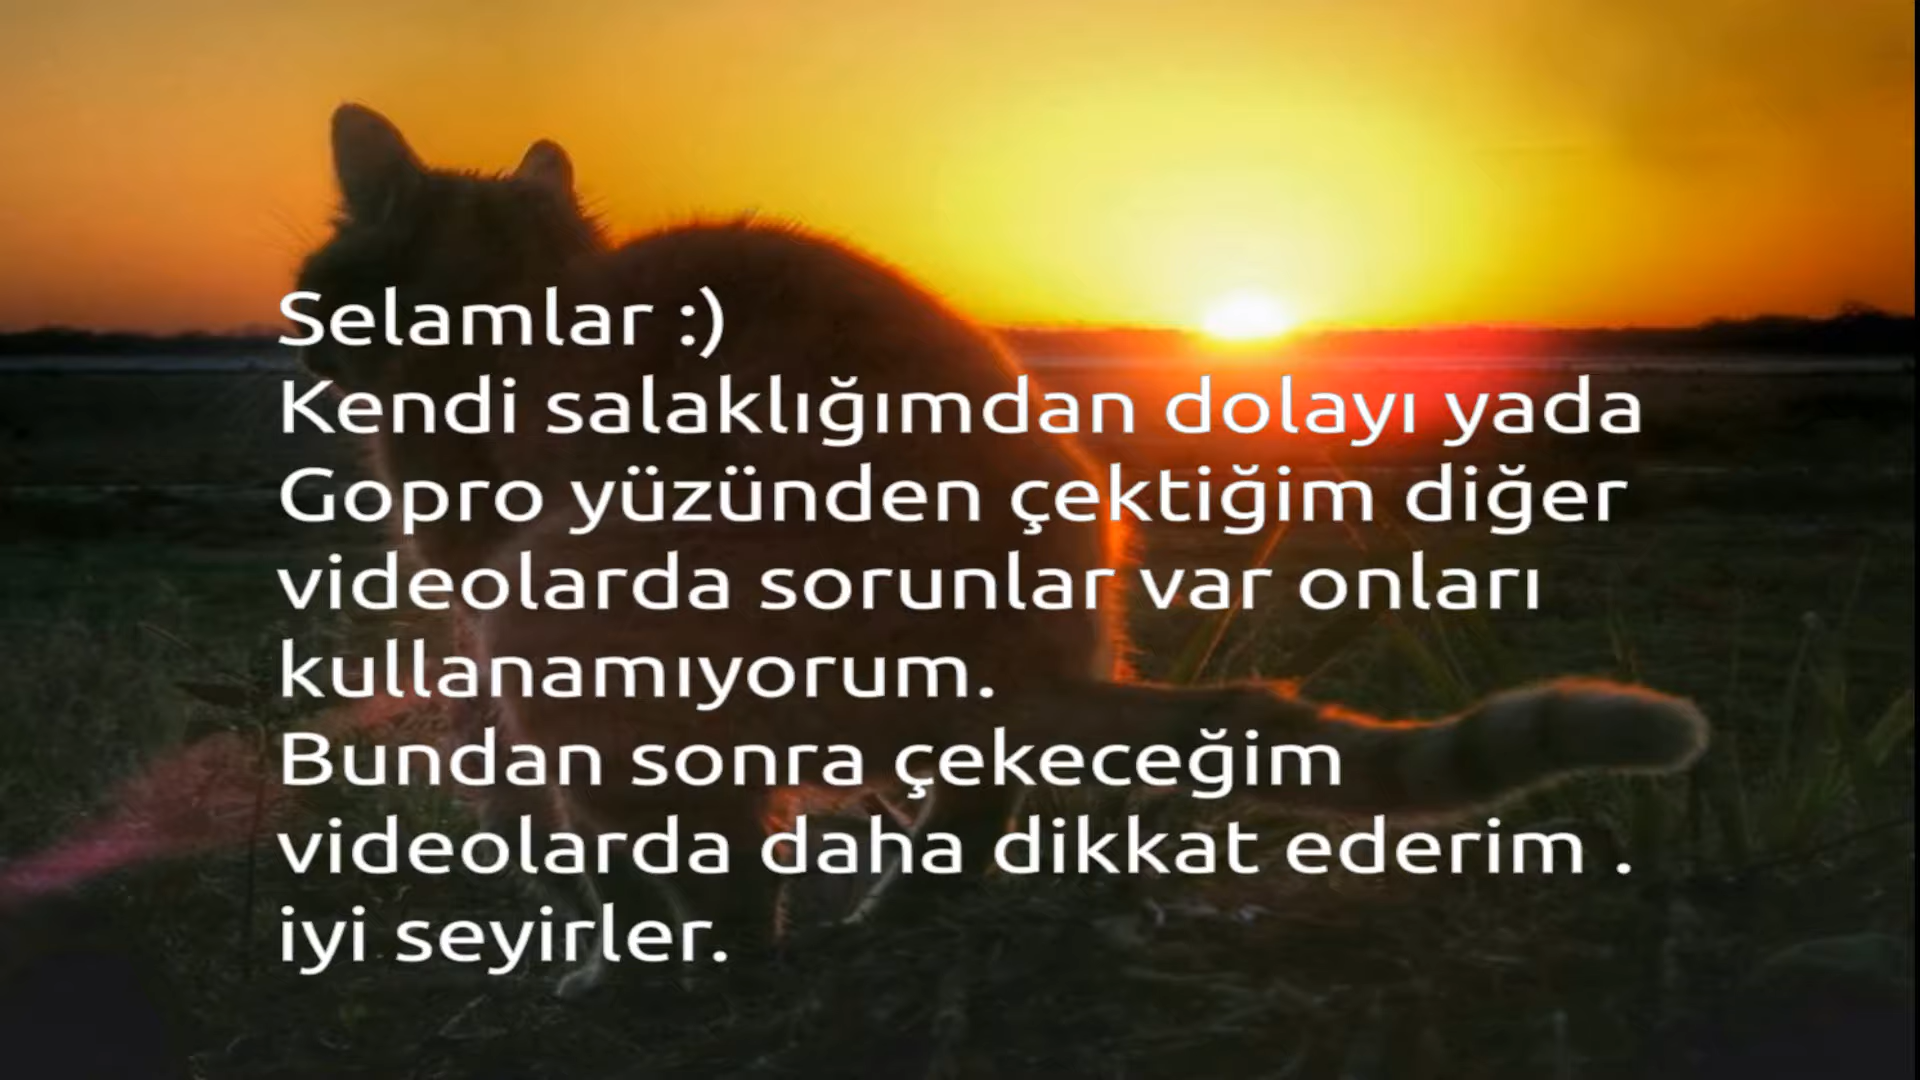 Selamlar :)
Kendi salaklığımdan dolayı yada
Gopro yüzünden çektiğim diğer
videolarda sorunlar var onları
kullanamıyorum.
Bundan sonra çekeceğim
videolarda daha dikkat ederim .
iyi seyirler.